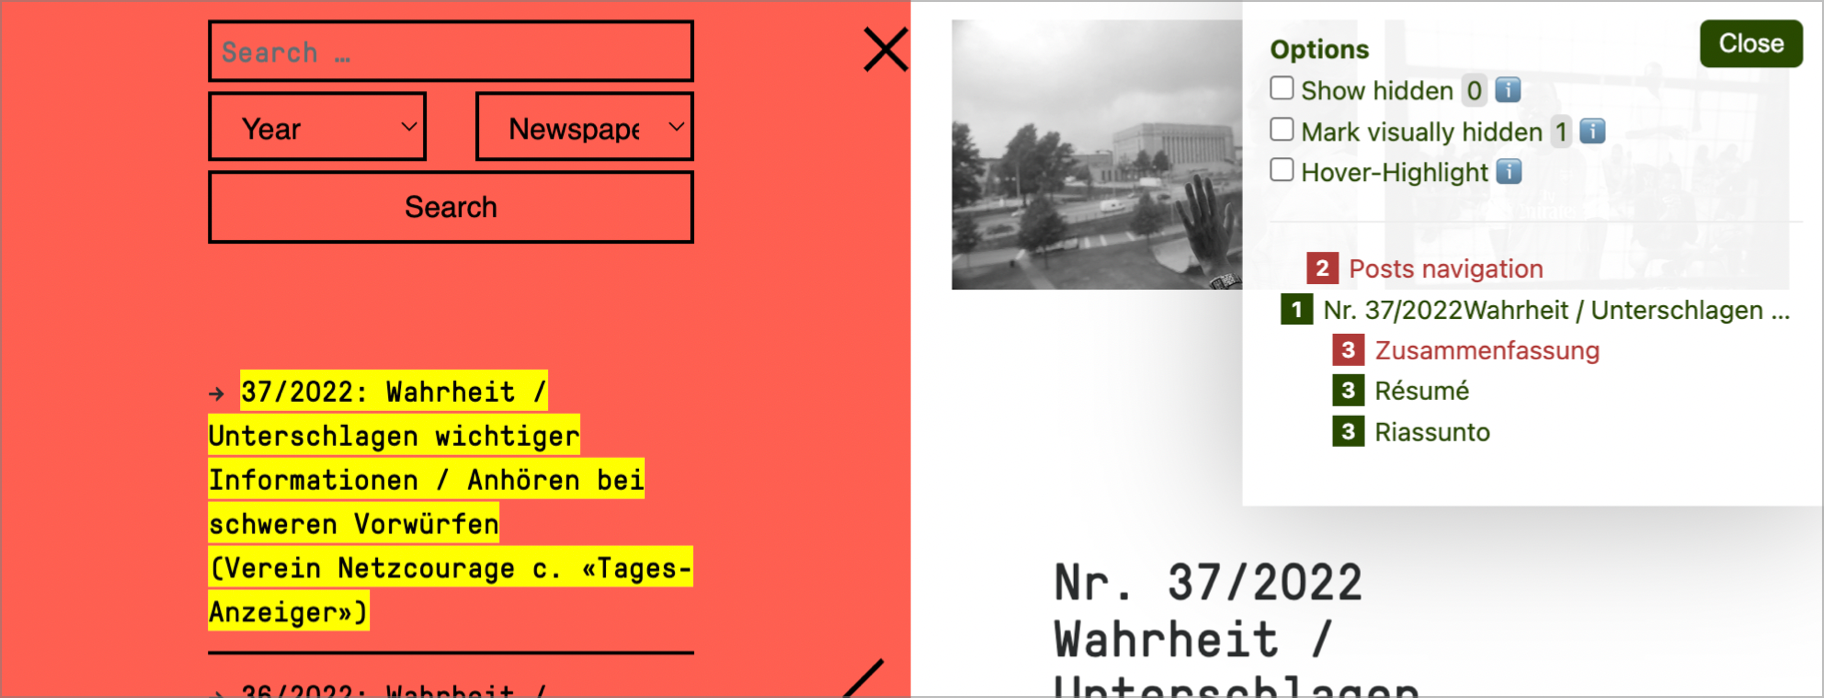 Search …
Year
Newspape
Search
→ 37/2022: Wahrheit /
Unterschlagen wichtiger
Informationen / Anhören bei
schweren Vorwürfen
(Verein Netzcourage c. «Tages-
Anzeiger»)
→ 36/2022: Wahrheit /
Options
Close
Show hidden 0 i
Mark visually hidden 1 i
Hover-Highlight i
2 Posts navigation
1 Nr. 37/2022Wahrheit / Unterschlagen ...
3 Zusammenfassung
3 Résumé
3 Riassunto
Nr. 37/2022
Wahrheit /
Unterschlagen